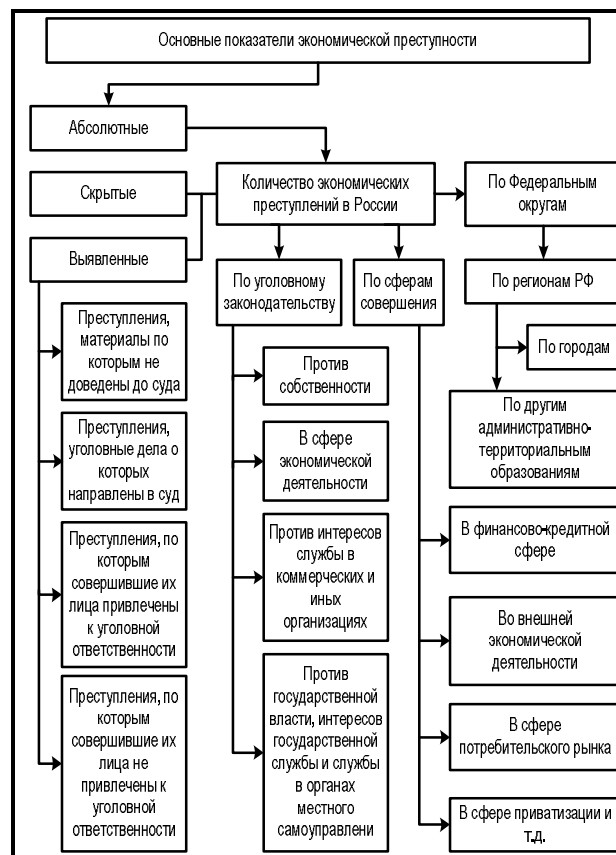 Основные показатели экономической преступности
Абсолютные
Скрытые
Выявленные
Преступления,
материалы по
которым не
доведены до суда
Преступления,
уголовные дела о
которых
направлены в суд
Преступления, по
которым
совершившие их
лица привлечены
к уголовной
ответственности
Преступления, по
которым
совершившие их
лица не
привлечены к
уголовной
ответственности
Количество экономических
преступлений в России
По уголовному
законодательству
Против
собственности
В сфере
экономической
деятельности
Против интересов
службы в
коммерческих и
иных
организациях
Против
государственной
власти, интересов
государственной
службы и службы
в органах
местного
самоуправлени
По сферам
совершения
В финансово-кредитной
сфере
Во внешней
экономической
деятельности
В сфере
потребительского рынка
В сфере приватизации и
т.д.
По Федеральным
округам
По регионам РФ
По городам
По другим
административно-
территориальным
образованиям